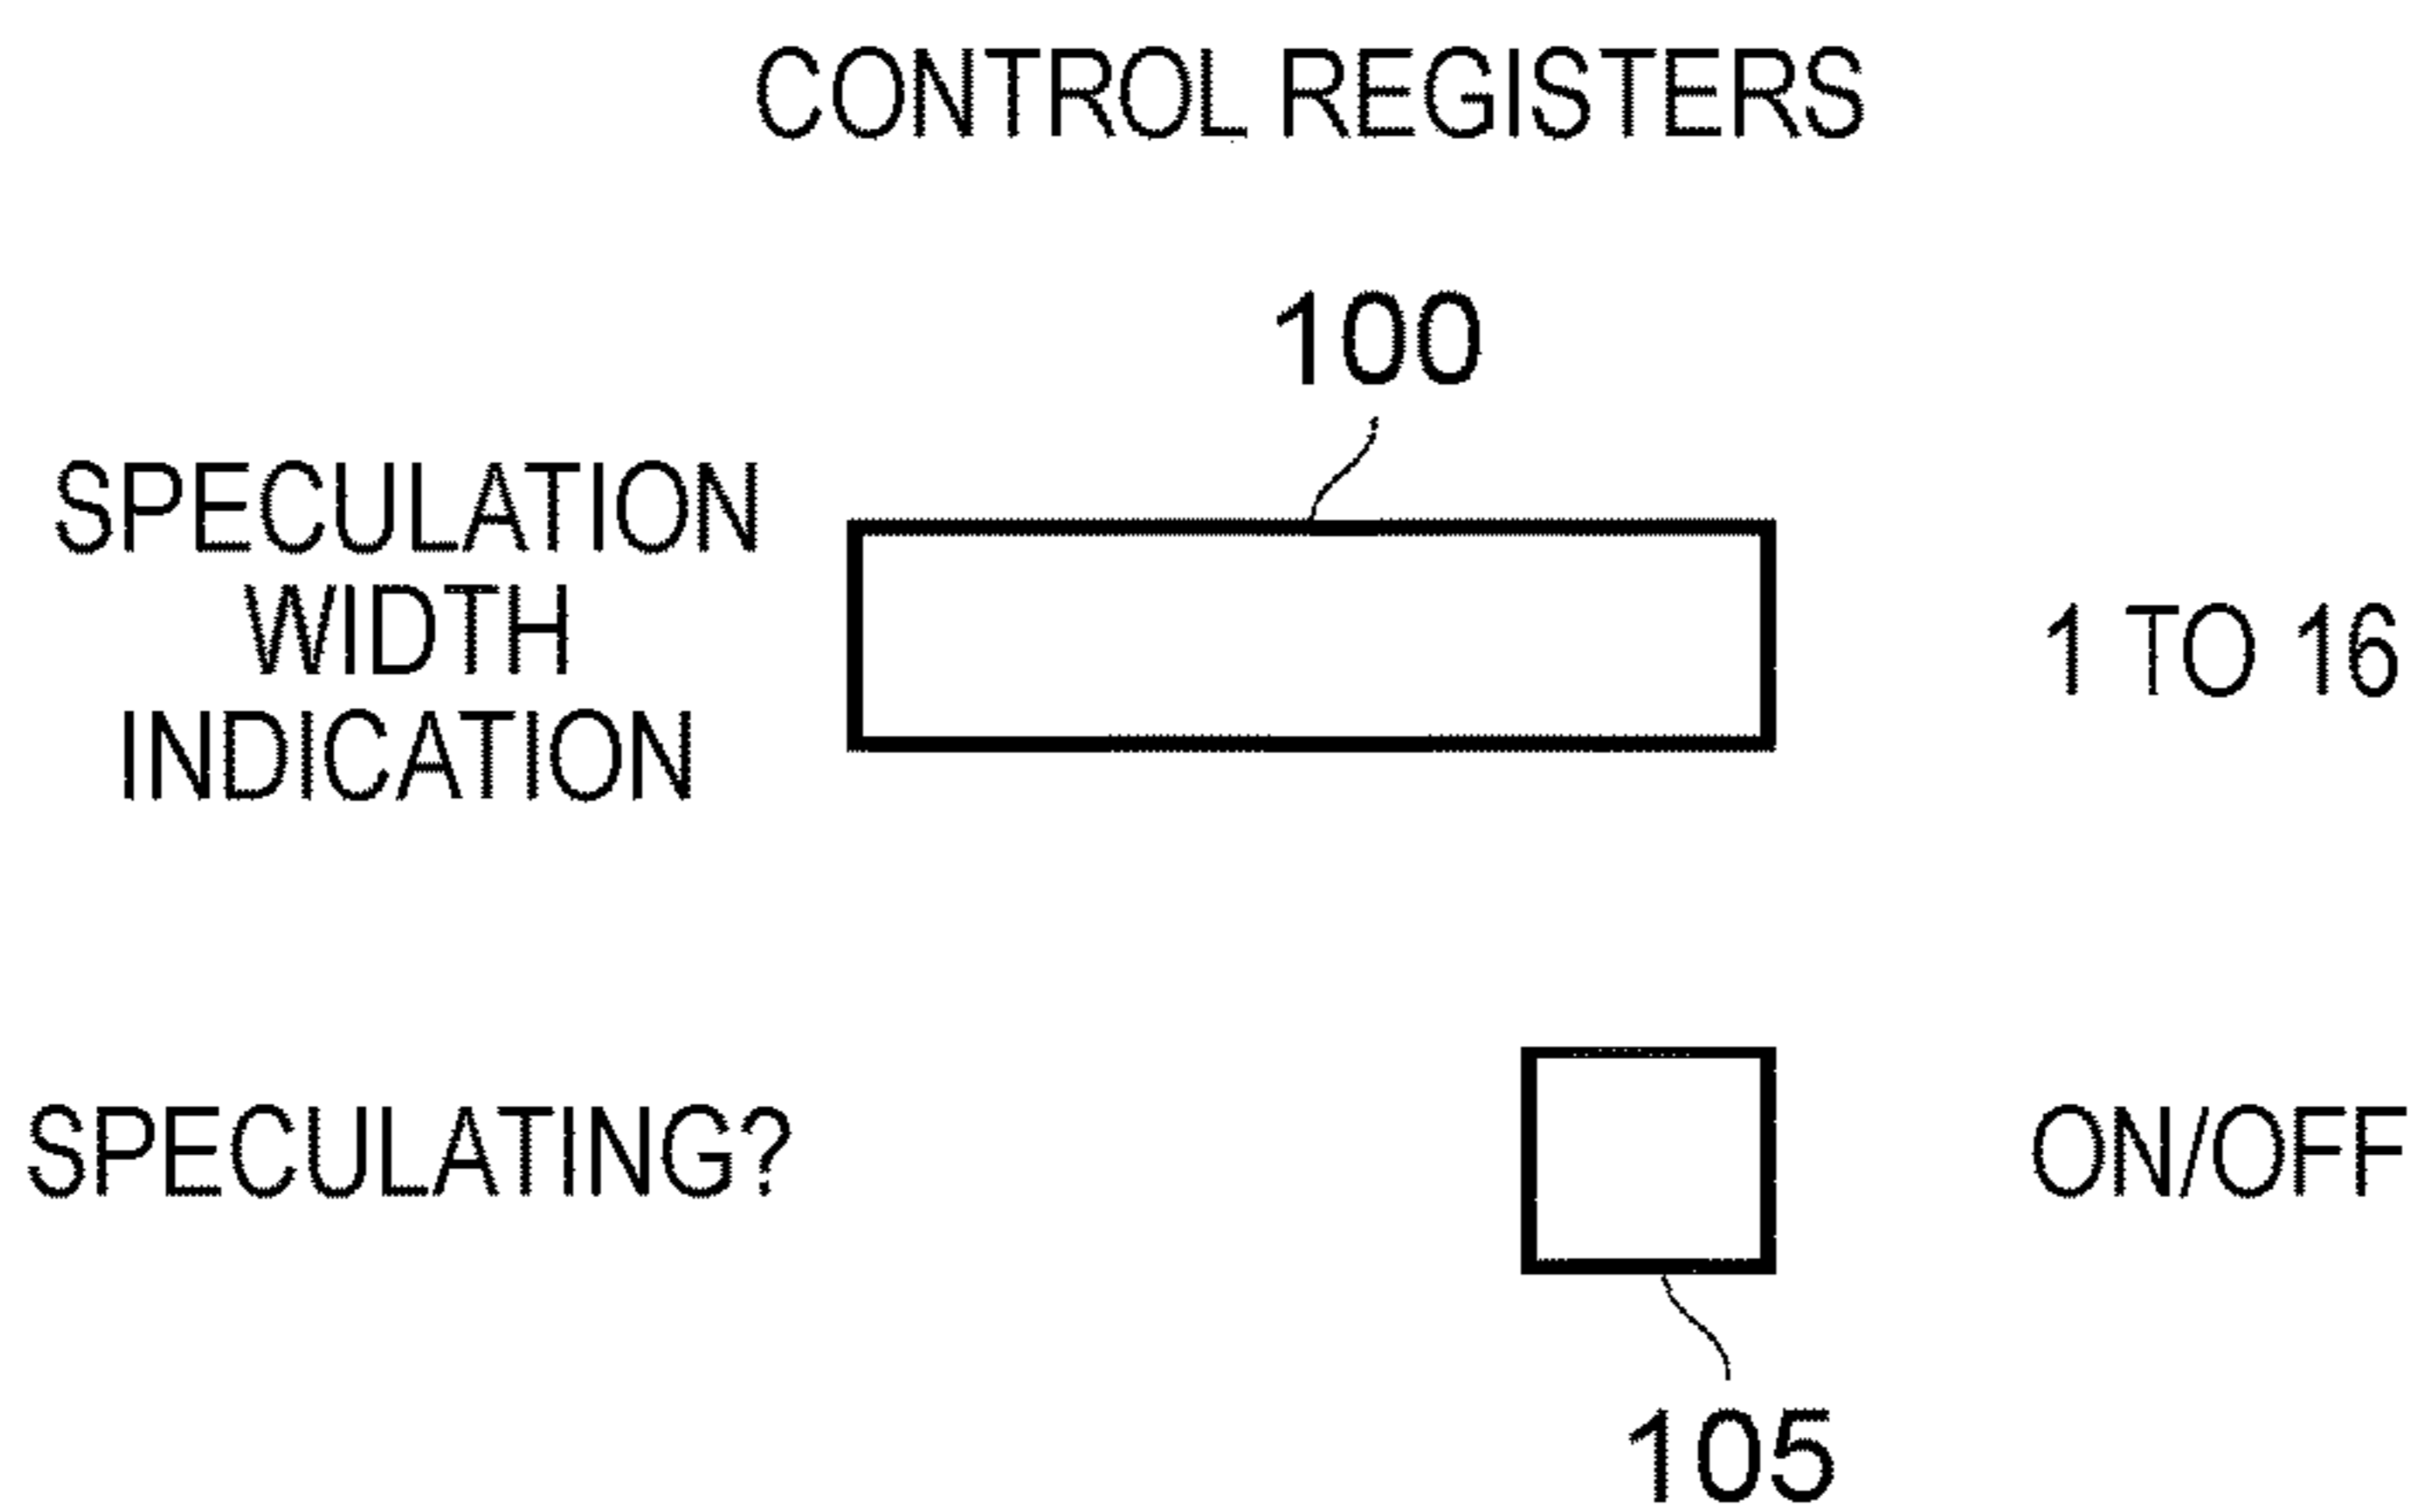 CONTROL REGISTERS
100
SPECULATION
WIDTH
INDICATION
1 TO 16
SPECULATING?
ON/OFF
105